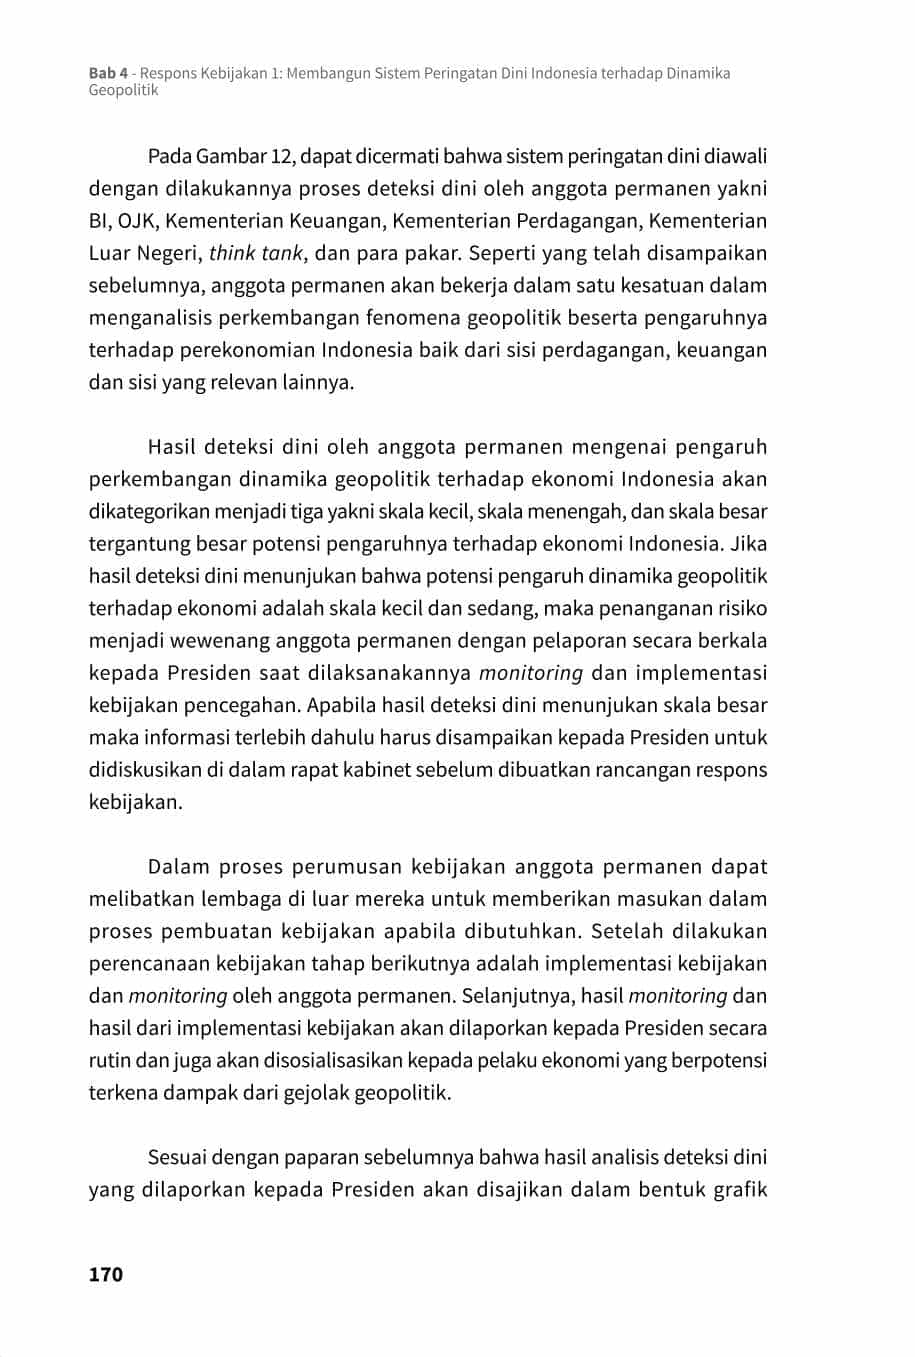 Bab 4 - Respons Kebijakan 1: Membangun Sistem Peringatan Dini Indonesia terhadap Dinamika
Geopolitik
Pada Gambar 12, dapat dicermati bahwa sistem peringatan dini diawali
dengan dilakukannya proses deteksi dini oleh anggota permanen yakni
BI, OJK, Kementerian Keuangan, Kementerian Perdagangan, Kementerian
Luar Negeri, think tank, dan para pakar. Seperti yang telah disampaikan
sebelumnya, anggota permanen akan bekerja dalam satu kesatuan dalam
menganalisis perkembangan fenomena geopolitik beserta pengaruhnya
terhadap perekonomian Indonesia baik dari sisi perdagangan, keuangan
dan sisi yang relevan lainnya.
Hasil deteksi dini oleh anggota permanen mengenai pengaruh
perkembangan dinamika geopolitik terhadap ekonomi Indonesia akan
dikategorikan menjadi tiga yakni skala kecil, skala menengah, dan skala besar
tergantung besar potensi pengaruhnya terhadap ekonomi Indonesia. Jika
hasil deteksi dini menunjukan bahwa potensi pengaruh dinamika geopolitik
terhadap ekonomi adalah skala kecil dan sedang, maka penanganan risiko
menjadi wewenang anggota permanen dengan pelaporan secara berkala
kepada Presiden saat dilaksanakannya monitoring dan implementasi
kebijakan pencegahan. Apabila hasil deteksi dini menunjukan skala besar
maka informasi terlebih dahulu harus disampaikan kepada Presiden untuk
didiskusikan di dalam rapat kabinet sebelum dibuatkan rancangan respons
kebijakan.
Dalam proses perumusan kebijakan anggota permanen dapat
melibatkan lembaga di luar mereka untuk memberikan masukan dalam
proses pembuatan kebijakan apabila dibutuhkan. Setelah dilakukan
perencanaan kebijakan tahap berikutnya adalah implementasi kebijakan
dan monitoring oleh anggota permanen. Selanjutnya, hasil monitoring dan
hasil dari implementasi kebijakan akan dilaporkan kepada Presiden secara
rutin dan juga akan disosialisasikan kepada pelaku ekonomi yang berpotensi
terkena dampak dari gejolak geopolitik.
Sesuai dengan paparan sebelumnya bahwa hasil analisis deteksi dini
yang dilaporkan kepada Presiden akan disajikan dalam bentuk grafik
170